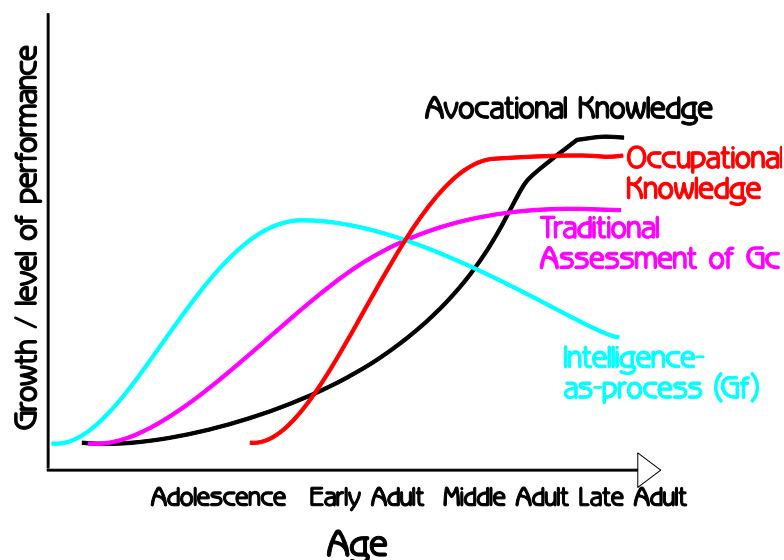 Growth / level of performance
Avocational Knowledge
Occupational
Knowledge
Traditional
Assessment of Gc
Intelligence-
as-process (Gf)
Adolescence Early Adult Middle Adult Late Adult
Age